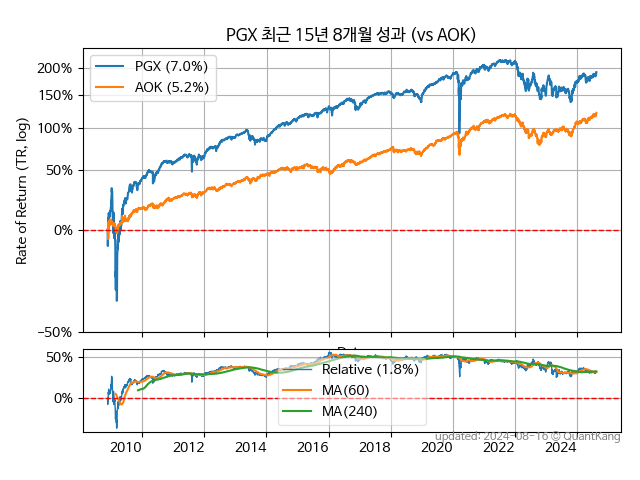 PGX 최근 15년 8개월 성과 (vs AOK)
Rate of Return (TR, log)
200%
150%
100%
50%
0%
−50%
PGX (7.0%)
AOK (5.2%)
50%
0%
Relative (1.8%)
MA(60)
MA(240)
2010 2012 2014 2016 2018 2020 2022 2024
updated: 2024-08-16 © QuantKang